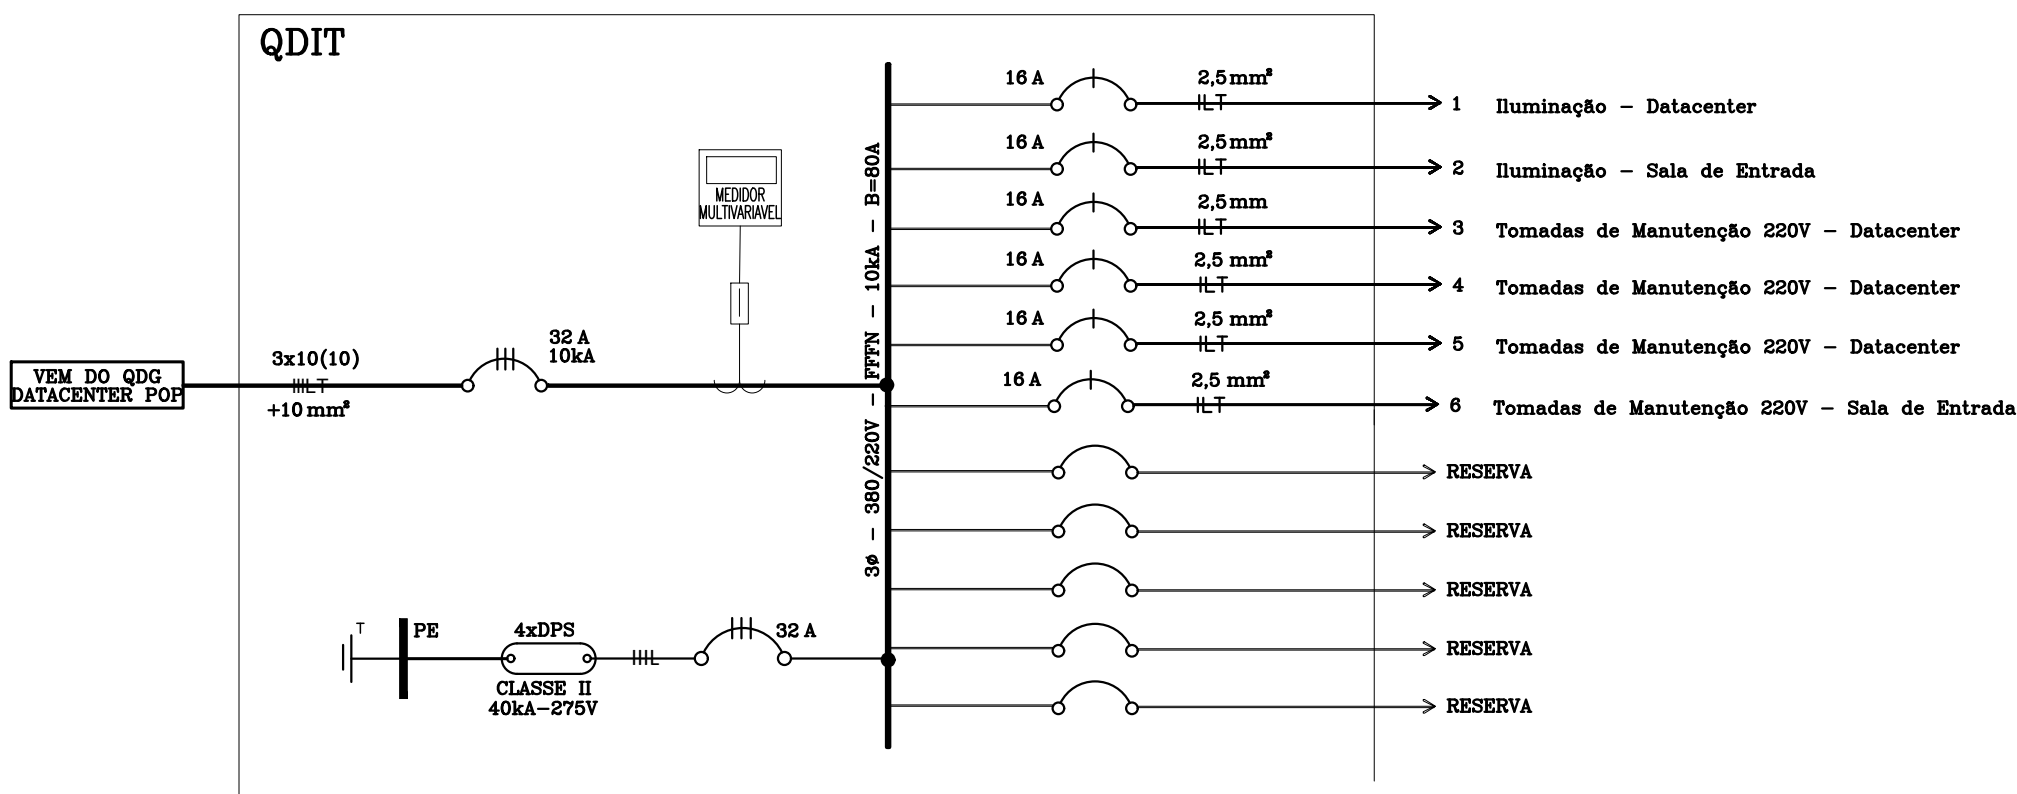 QDIT
VEM DO QDG
DATACENTER POP
3x10(10)
+10 mm²
32 A
10kA
MEDIDOR
MULTIVARIAVEL
3ø - 380/220V - FFFN - 10kA - B=80A
16 A
2,5 mm²
1 Iluminação - Datacenter
16 A
2,5 mm²
2 Iluminação - Sala de Entrada
16 A
2,5 mm
3 Tomadas de Manutenção 220V - Datacenter
16 A
2,5 mm²
4 Tomadas de Manutenção 220V - Datacenter
16 A
2,5 mm²
5 Tomadas de Manutenção 220V - Datacenter
16 A
2,5 mm²
6 Tomadas de Manutenção 220V - Sala de Entrada
RESERVA
RESERVA
RESERVA
RESERVA
RESERVA
T
PE
4xDPS
CLASSE II
40kA-275V
32 A